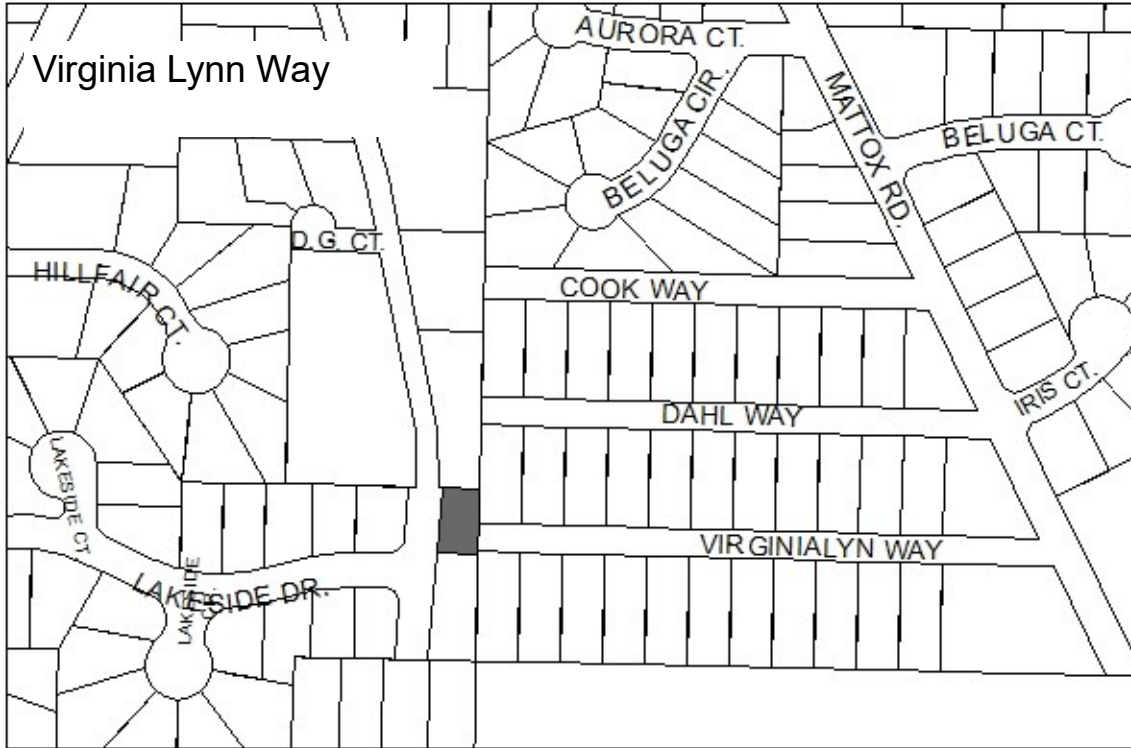 Virginia Lynn Way
AURORA CT.
BELUGA CIR.
MATTOX RD.
BELUGA CT.
D.G. CT.
HILLFAIR CT.
COOK WAY
DAHL WAY
IRIS CT.
LAKESIDE CT
VIRGINIALYN WAY
LAKESIDE DR.
LAKESIDE